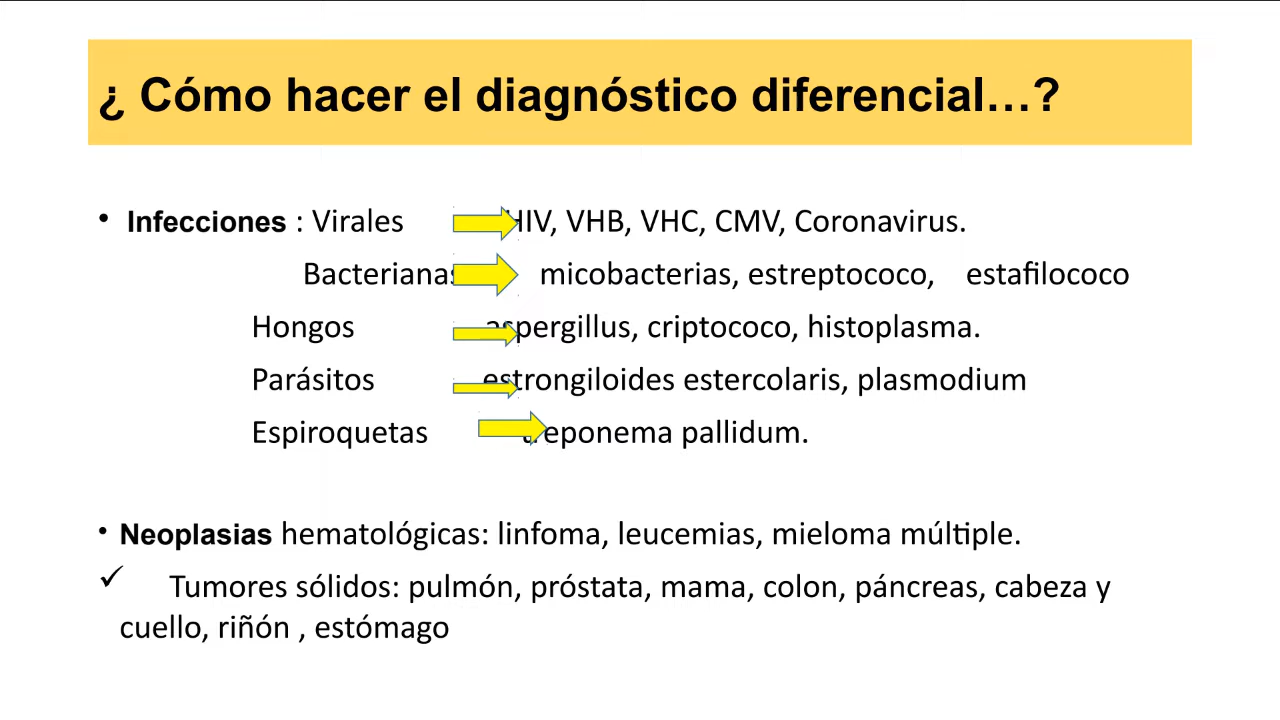 ¿ Cómo hacer el diagnóstico diferencial…?
• Infecciones : Virales HIV, VHB, VHC, CMV, Coronavirus.
Bacterianas micobacterias, estreptococo, estafilococo
Hongos aspergillus, criptococo, histoplasma.
Parásitos estrongiloides estercolaris, plasmodium
Espiroquetas treponema pallidum.
• Neoplasias hematológicas: linfoma, leucemias, mieloma múltiple.
✓ Tumores sólidos: pulmón, próstata, mama, colon, páncreas, cabeza y
cuello, riñón , estómago